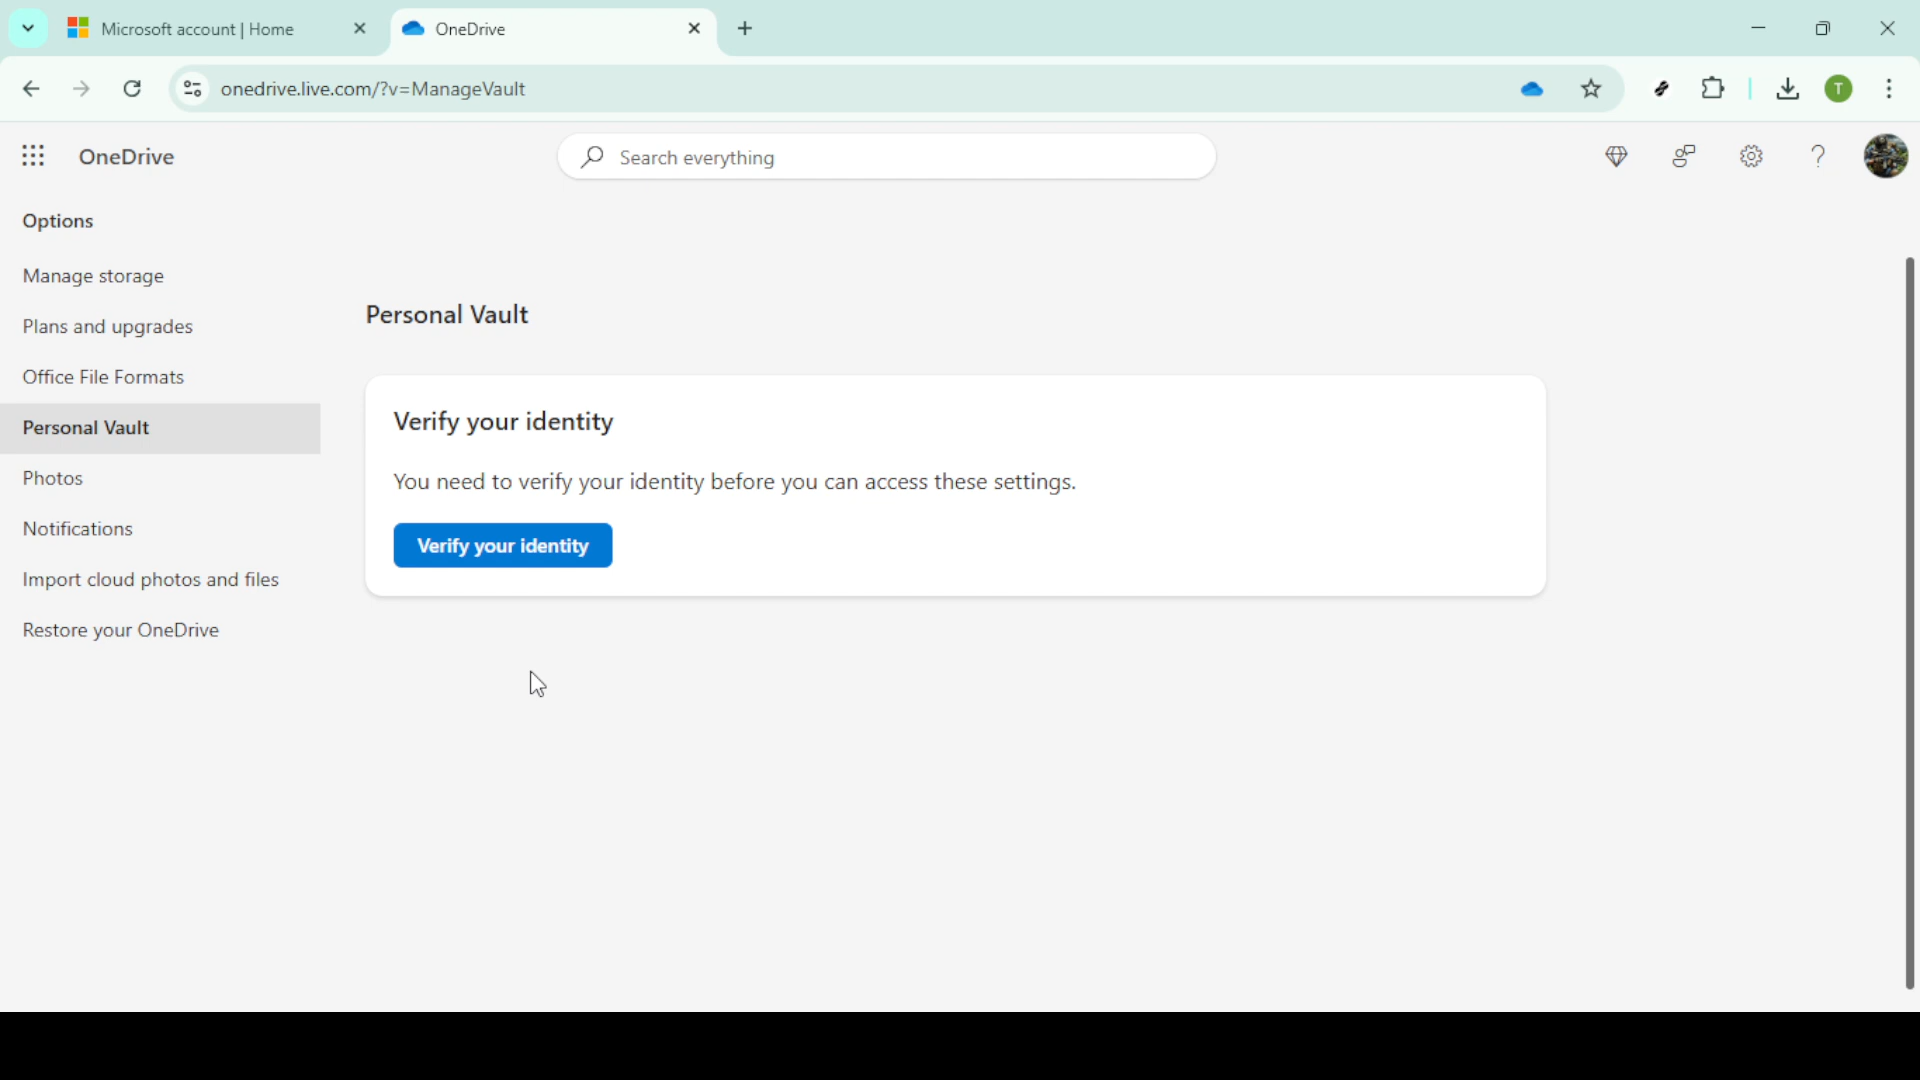 Microsoft account | Home
OneDrive
onedrive.live.com/?v=ManageVault
T
OneDrive
Search everything
Options
Manage storage
Plans and upgrades
Office File Formats
Personal Vault
Photos
Notifications
Import cloud photos and files
Restore your OneDrive
Personal Vault
Verify your identity
You need to verify your identity before you can access these settings.
Verify your identity